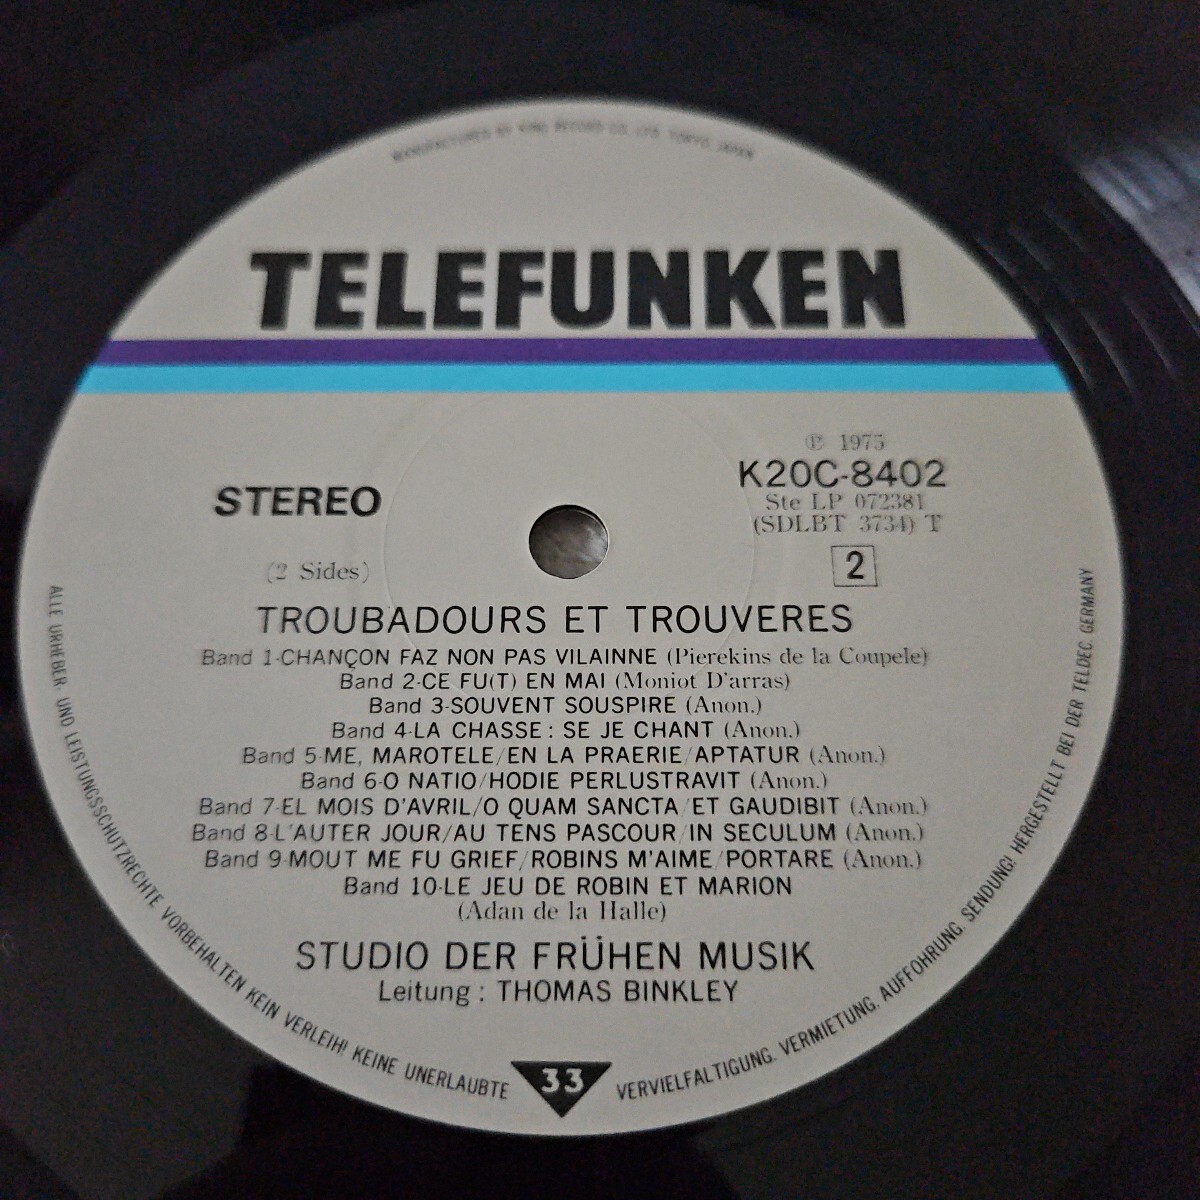 MANUFACTURED BY KING RECORD CO., LTD. TOKYO, JAPAN
TELEFUNKEN
℗ 1975
K20C-8402
Ste LP 072381
(SDLBT 3734) T
STEREO
2
(2 Sides)
TROUBADOURS ET TROUVERES
Band 1-CHANÇON FAZ NON PAS VILAINNE (Pierekins de la Coupele)
Band 2-CE FU(T) EN MAI (Moniot D'arras)
Band 3-SOUVENT SOUSPIRE (Anon.)
Band 4-LA CHASSE: SE JE CHANT (Anon.)
Band 5-ME, MAROTELE/EN LA PRAERIE/APTATUR (Anon.)
Band 6-O NATIO/HODIE PERLUSTRAVIT (Anon.)
Band 7-EL MOIS D'AVRIL/O QUAM SANCTA/ET GAUDIBIT (Anon.)
Band 8-L'AUTER JOUR/AU TENS PASCOUR/IN SECULUM (Anon.)
Band 9-MOUT ME FU GRIEF/ROBINS M'AIME/PORTARE (Anon.)
Band 10-LE JEU DE ROBIN ET MARION
(Adan de la Halle)
STUDIO DER FRÜHEN MUSIK
Leitung: THOMAS BINKLEY
ALLE URHEBER- UND LEISTUNGSSCHUTZRECHTE VORBEHALTEN KEIN VERLEIH! KEINE UNERLAUBTE
33
VERVIELFALTIGUNG. VERMIETUNG. AUFFOHRUNG. SENDUNG! HERGESTELLT BEI DER TELDEC GERMANY